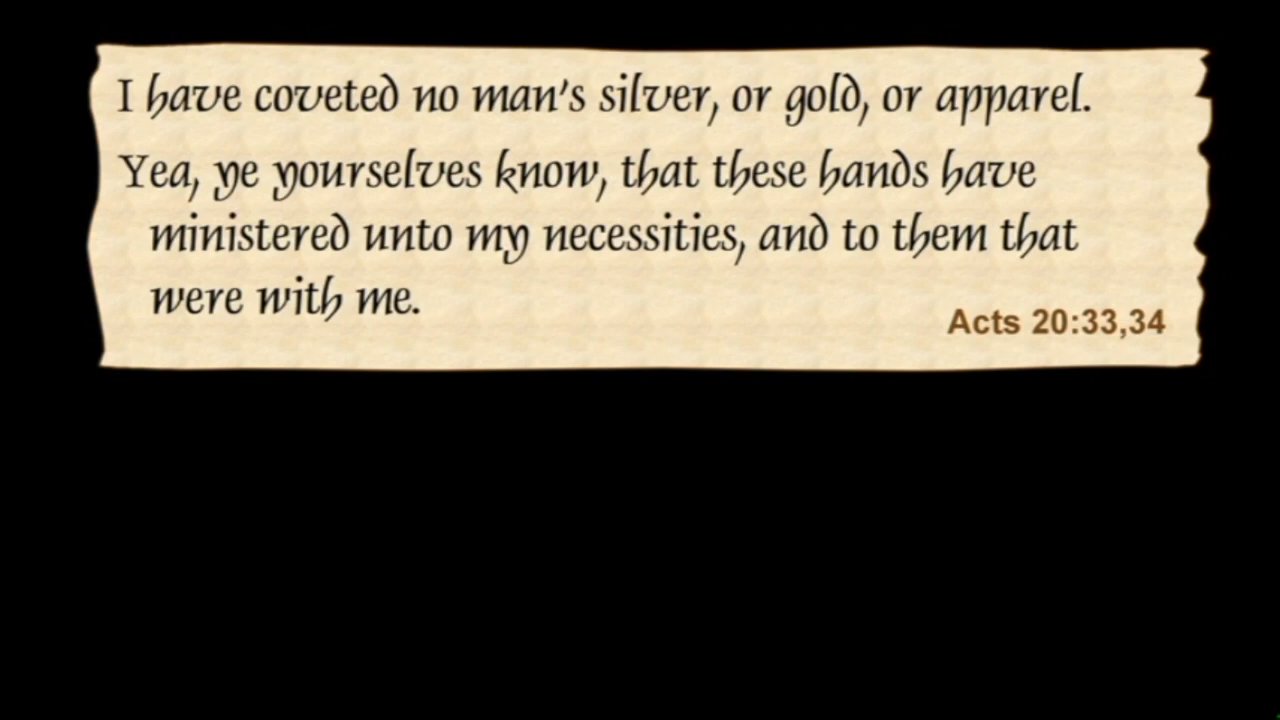 I have coveted no man's silver, or gold, or apparel.
Yea, ye yourselves know, that these hands have
ministered unto my necessities, and to them that
were with me.
Acts 20:33,34